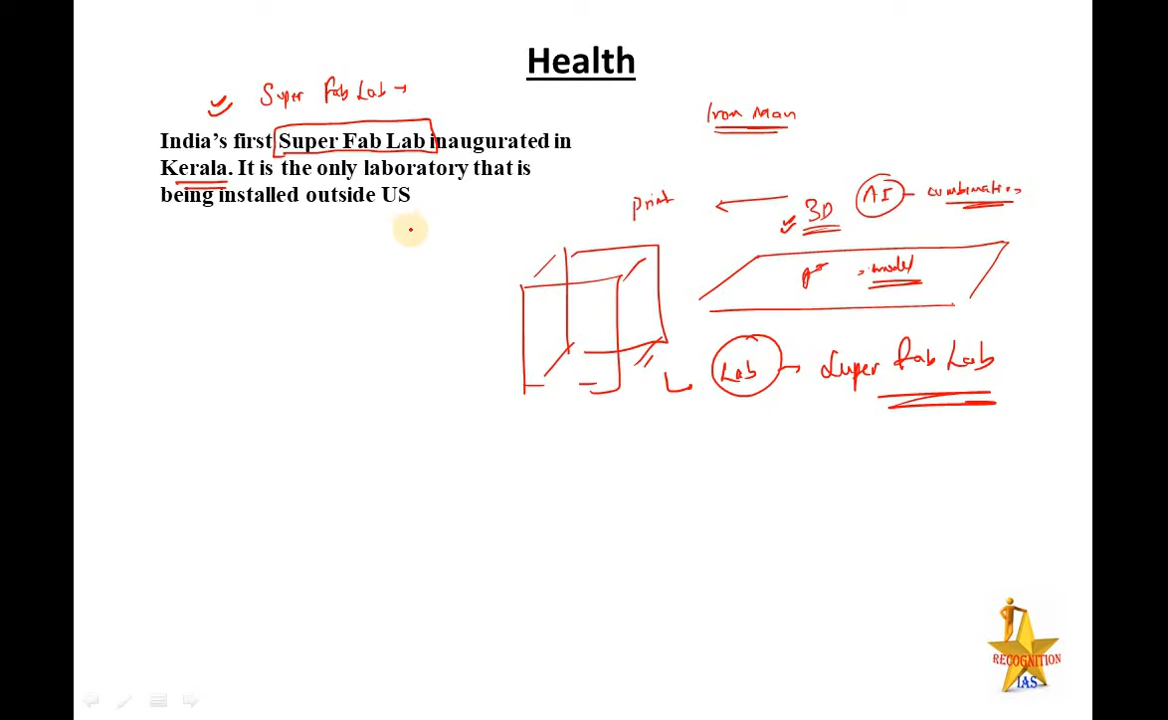 Health
Super Fab Lab →
Iron Man
India's first Super Fab Lab inaugurated in
Kerala. It is the only laboratory that is
being installed outside US
print
3D
AI
model
Lab → Super Fab Lab
RECOGNITION
IAS